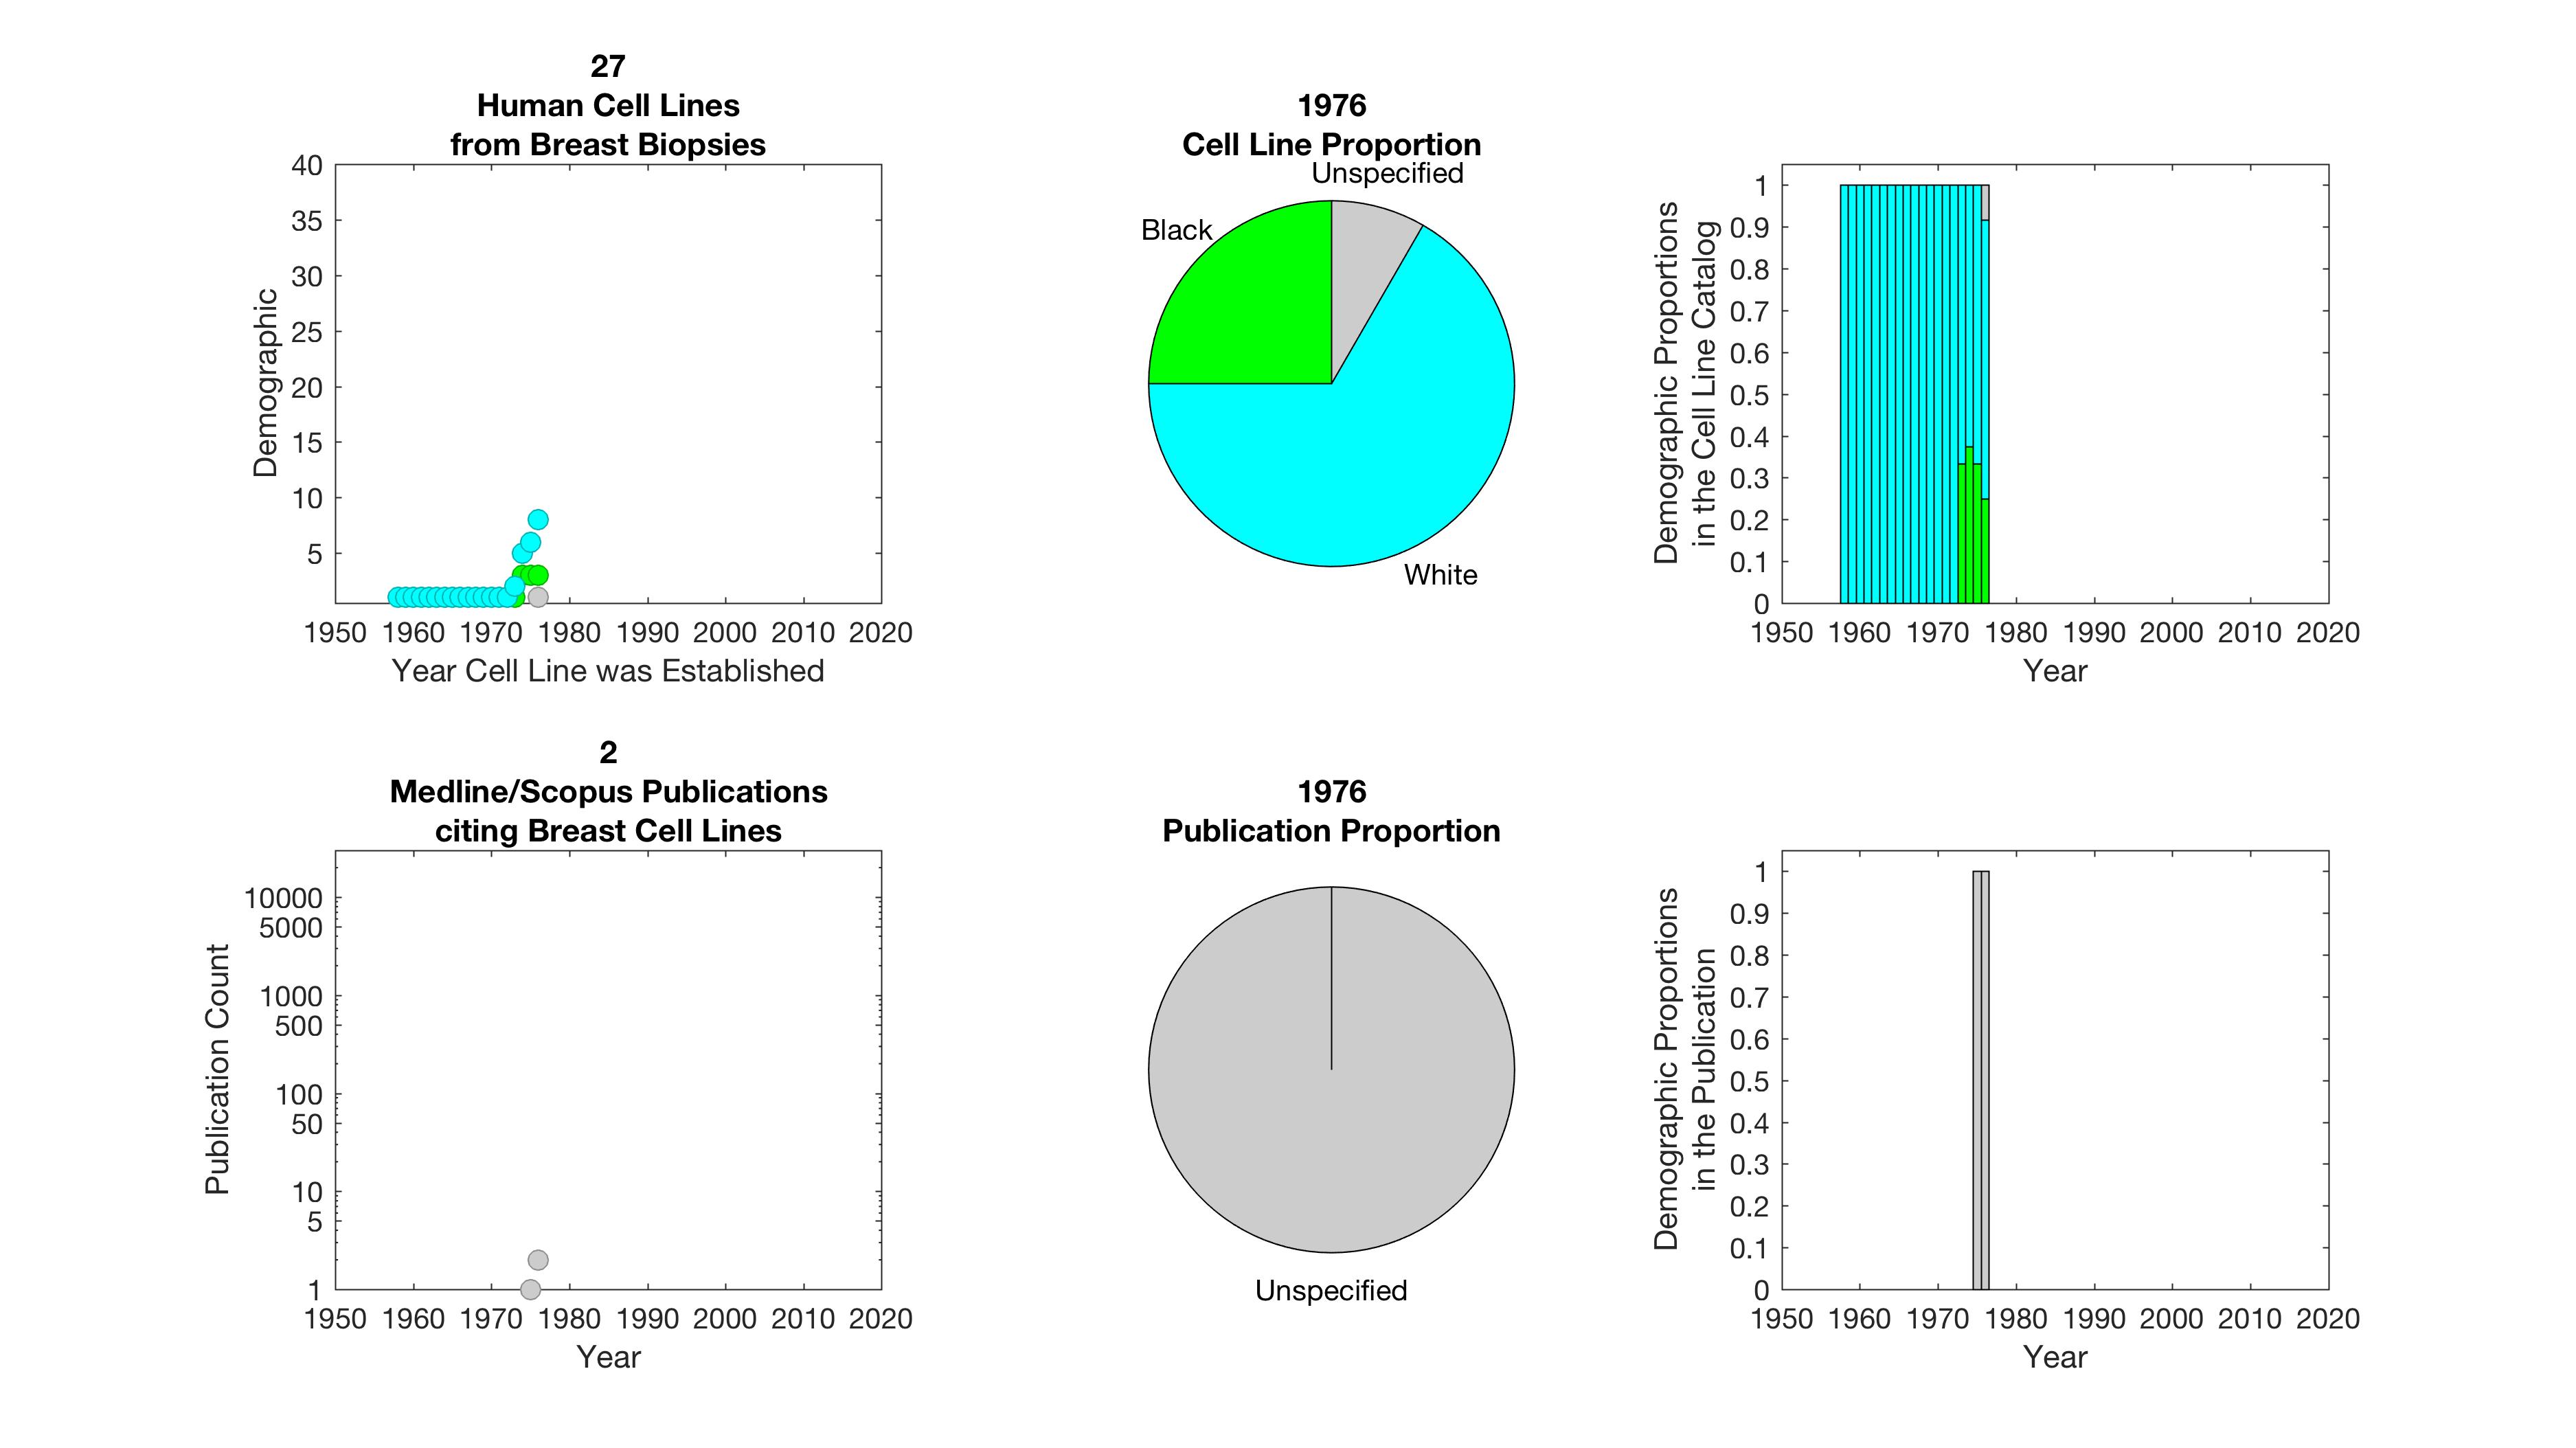 27
Human Cell Lines
from Breast Biopsies
40
35
30
25
20
15
10
5
Demographic
1950 1960 1970 1980 1990 2000 2010 2020
Year Cell Line was Established
1976
Cell Line Proportion
Unspecified
Black
White
Demographic Proportions
in the Cell Line Catalog
1
0.9
0.8
0.7
0.6
0.5
0.4
0.3
0.2
0.1
0
1950 1960 1970 1980 1990 2000 2010 2020
Year
2
Medline/Scopus Publications
citing Breast Cell Lines
Publication Count
10000
5000
1000
500
100
50
10
5
1
1950 1960 1970 1980 1990 2000 2010 2020
Year
1976
Publication Proportion
Unspecified
Demographic Proportions
in the Publication
1
0.9
0.8
0.7
0.6
0.5
0.4
0.3
0.2
0.1
0
1950 1960 1970 1980 1990 2000 2010 2020
Year